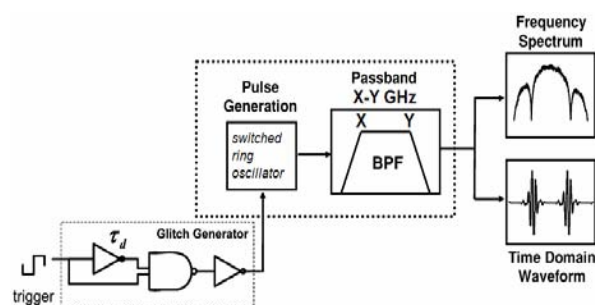 Frequency
Spectrum
Passband
X-Y GHz
Pulse
Generation
X Y
switched
ring
oscillator
BPF
τd
Glitch Generator
trigger
Time Domain
Waveform